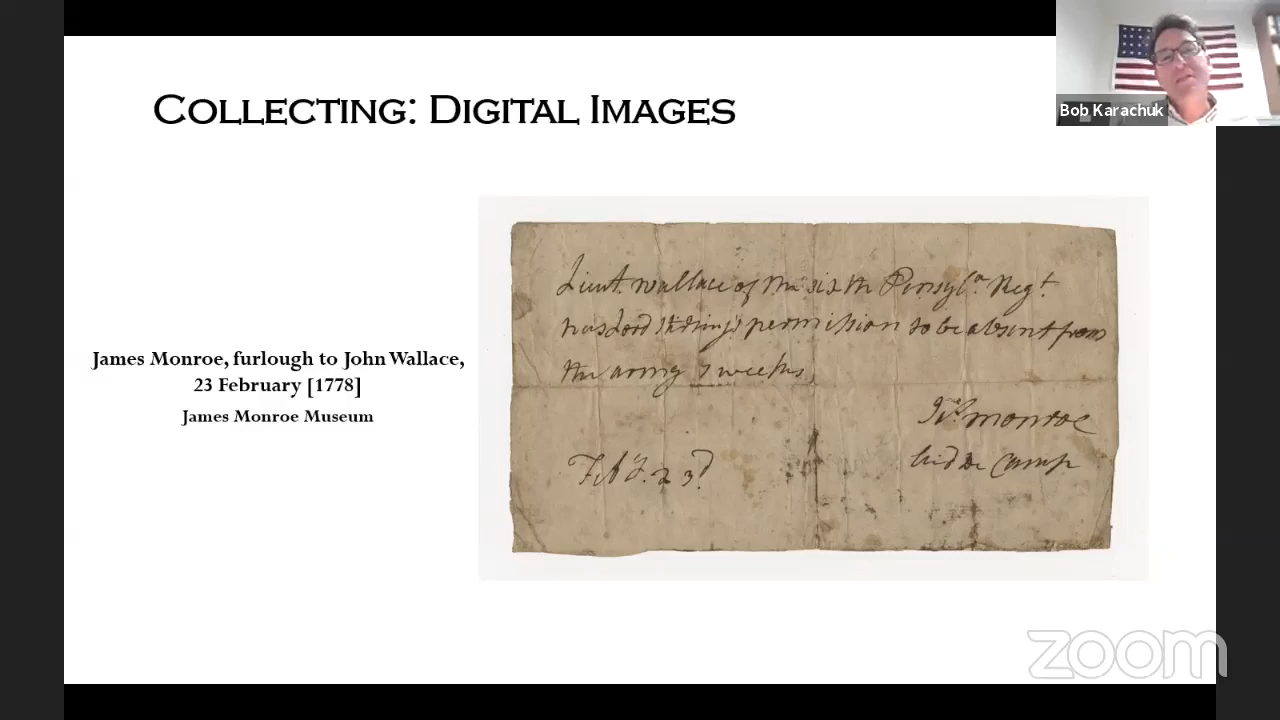 COLLECTING: DIGITAL IMAGES
Bob Karachuk
James Monroe, furlough to John Wallace,
23 February [1778]
James Monroe Museum
Lieut. Wallace of the sixth Pensylᵃ Regᵗ
has Lord Stirling's permission to be absent from
the army 3 weeks,
Jaˢ Monroe
Aid De Camp
Feb'y. 23ᵈ
zoom